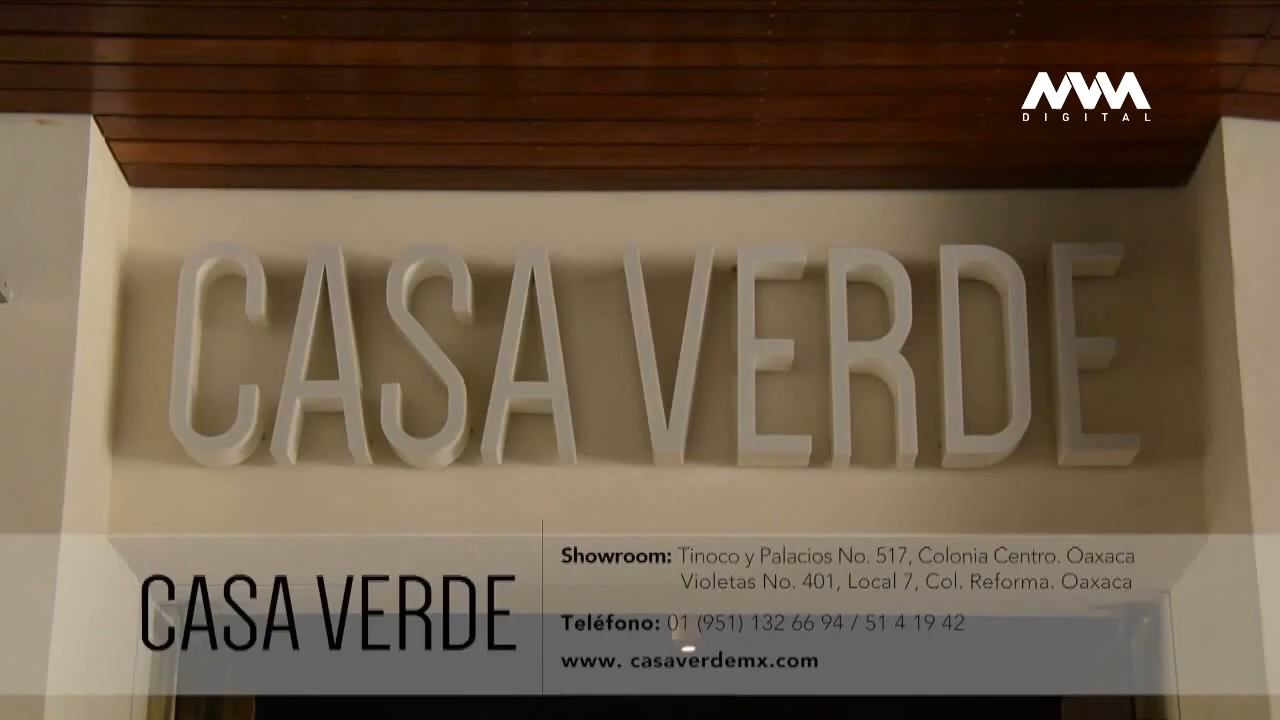 MVM
DIGITAL
CASA VERDE
CASA VERDE
Showroom: Tinoco y Palacios No. 517, Colonia Centro. Oaxaca
Violetas No. 401, Local 7, Col. Reforma. Oaxaca
Teléfono: 01 (951) 132 66 94 / 51 4 19 42
www. casaverdemx.com